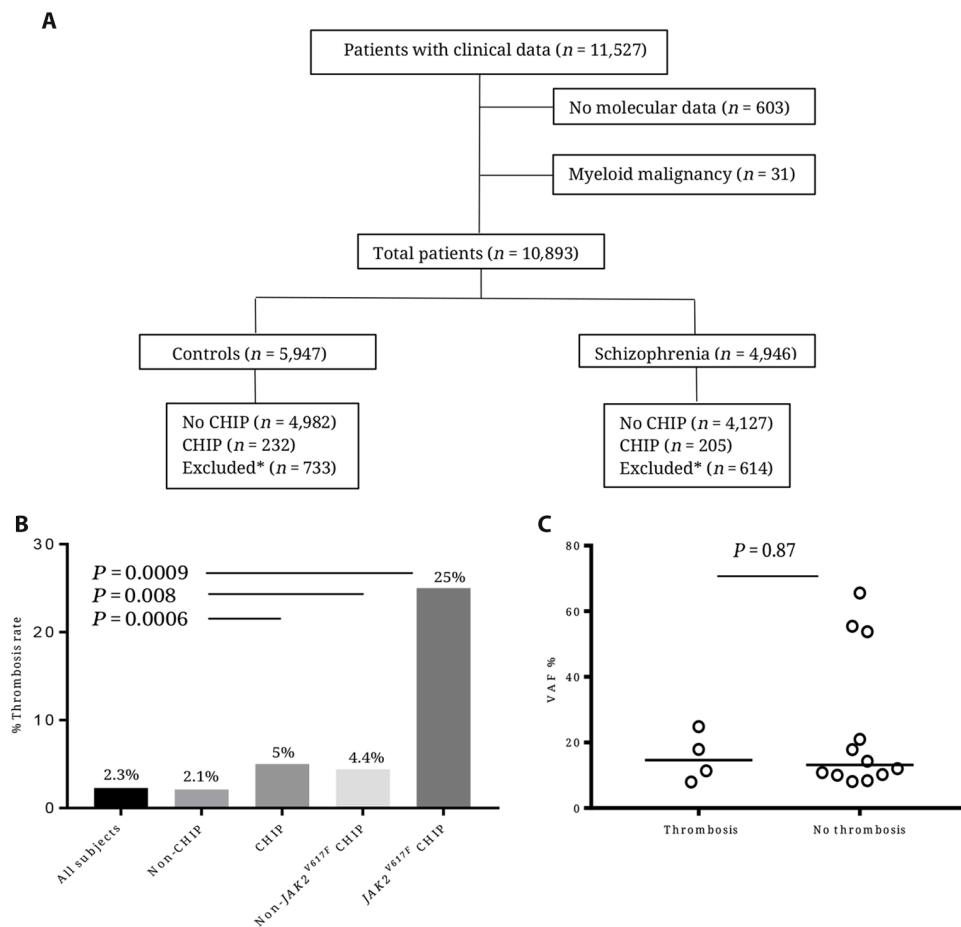 A
Patients with clinical data (n = 11,527)
No molecular data (n = 603)
Myeloid malignancy (n = 31)
Total patients (n = 10,893)
Controls (n = 5,947)
Schizophrenia (n = 4,946)
No CHIP (n = 4,982)
CHIP (n = 232)
Excluded* (n = 733)
No CHIP (n = 4,127)
CHIP (n = 205)
Excluded* (n = 614)
B
% Thrombosis rate
30
20
10
0
P = 0.0009
P = 0.008
P = 0.0006
2.3%
2.1%
5%
4.4%
25%
All subjects
Non-CHIP
CHIP
Non-JAK2V617F CHIP
JAK2V617F CHIP
C
VAF %
80
60
40
20
0
P = 0.87
Thrombosis
No thrombosis